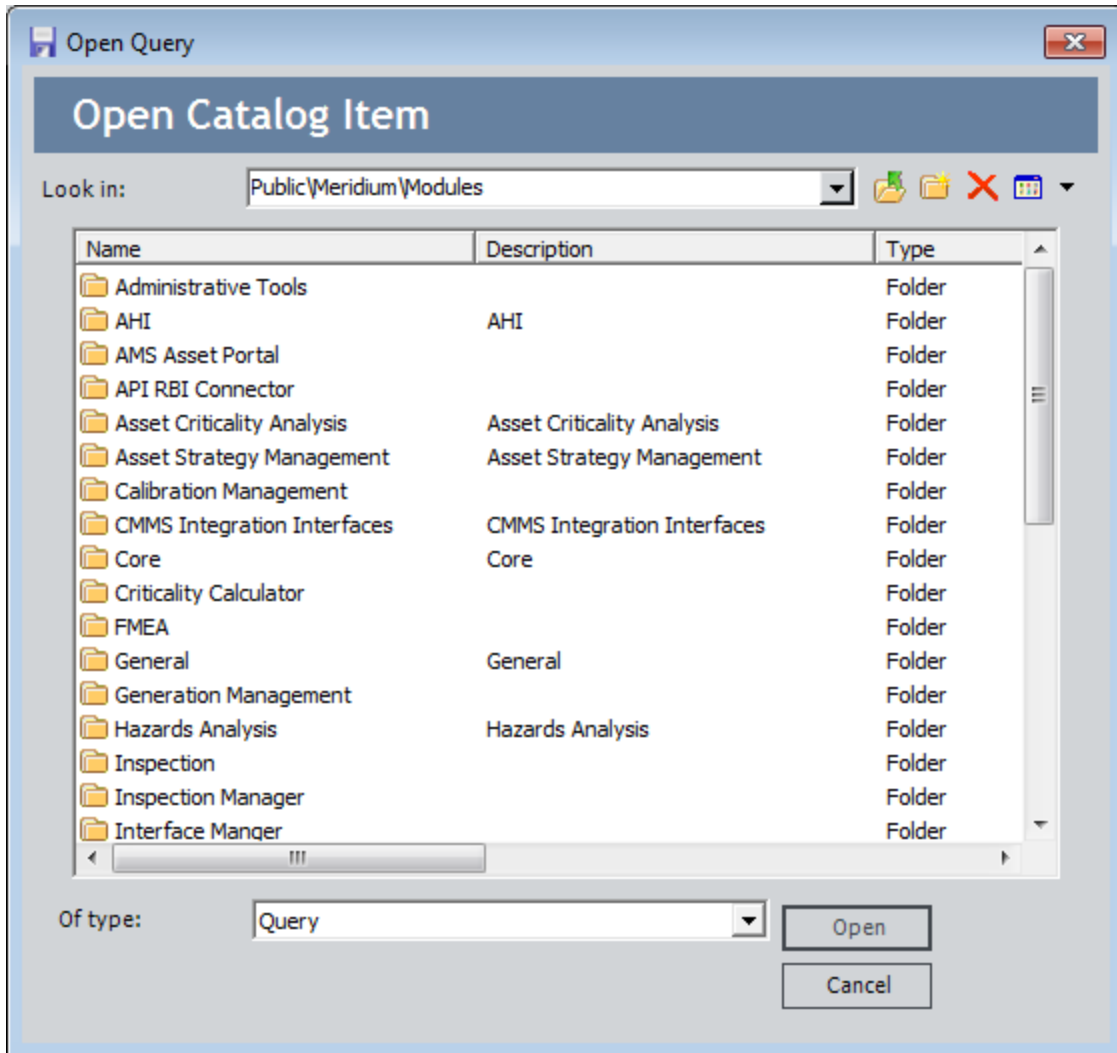 Open Query
Open Catalog Item
Look in: Public\Meridium\Modules
Name Description Type
Administrative Tools Folder
AHI AHI Folder
AMS Asset Portal Folder
API RBI Connector Folder
Asset Criticality Analysis Asset Criticality Analysis Folder
Asset Strategy Management Asset Strategy Management Folder
Calibration Management Folder
CMMS Integration Interfaces CMMS Integration Interfaces Folder
Core Core Folder
Criticality Calculator Folder
FMEA Folder
General General Folder
Generation Management Folder
Hazards Analysis Hazards Analysis Folder
Inspection Folder
Inspection Manager Folder
Interface Manger Folder
Of type: Query Open
Cancel